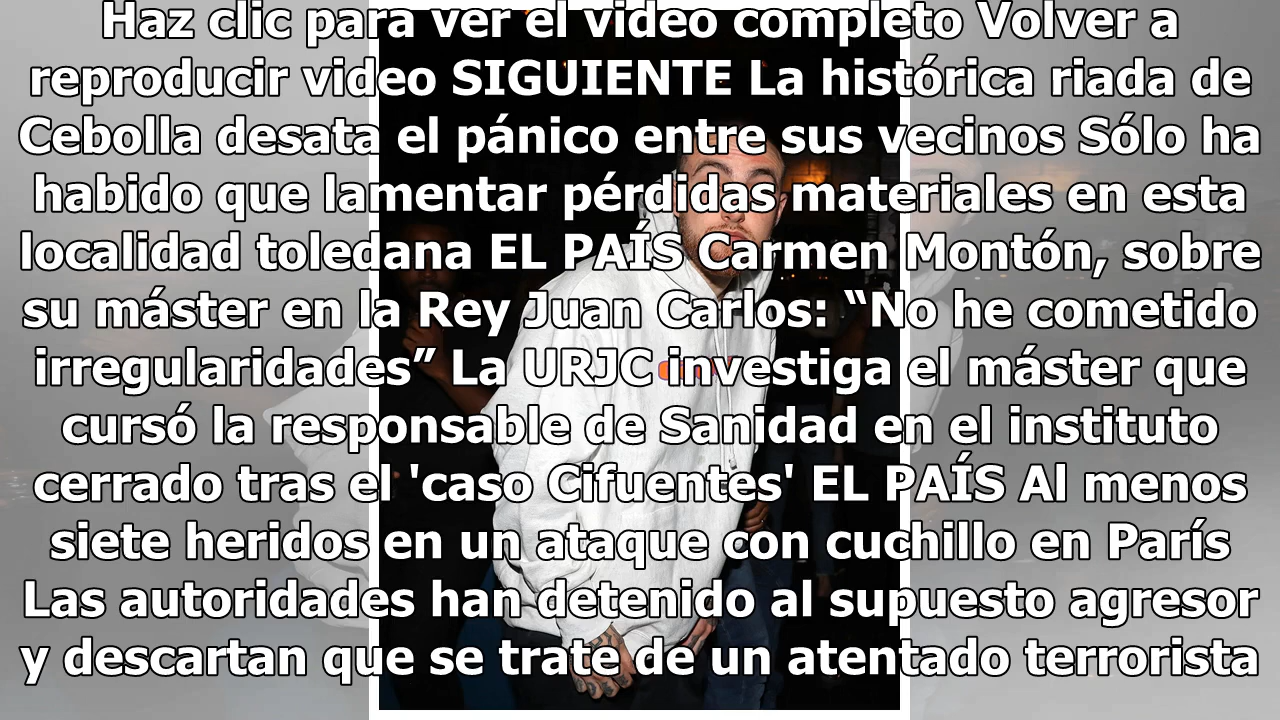 Haz clic para ver el video completo Volver a
reproducir video SIGUIENTE La histórica riada de
Cebolla desata el pánico entre sus vecinos Sólo ha
habido que lamentar pérdidas materiales en esta
localidad toledana EL PAÍS Carmen Montón, sobre
su máster en la Rey Juan Carlos: “No he cometido
irregularidades” La URJC investiga el máster que
cursó la responsable de Sanidad en el instituto
cerrado tras el 'caso Cifuentes' EL PAÍS Al menos
siete heridos en un ataque con cuchillo en París
Las autoridades han detenido al supuesto agresor
y descartan que se trate de un atentado terrorista